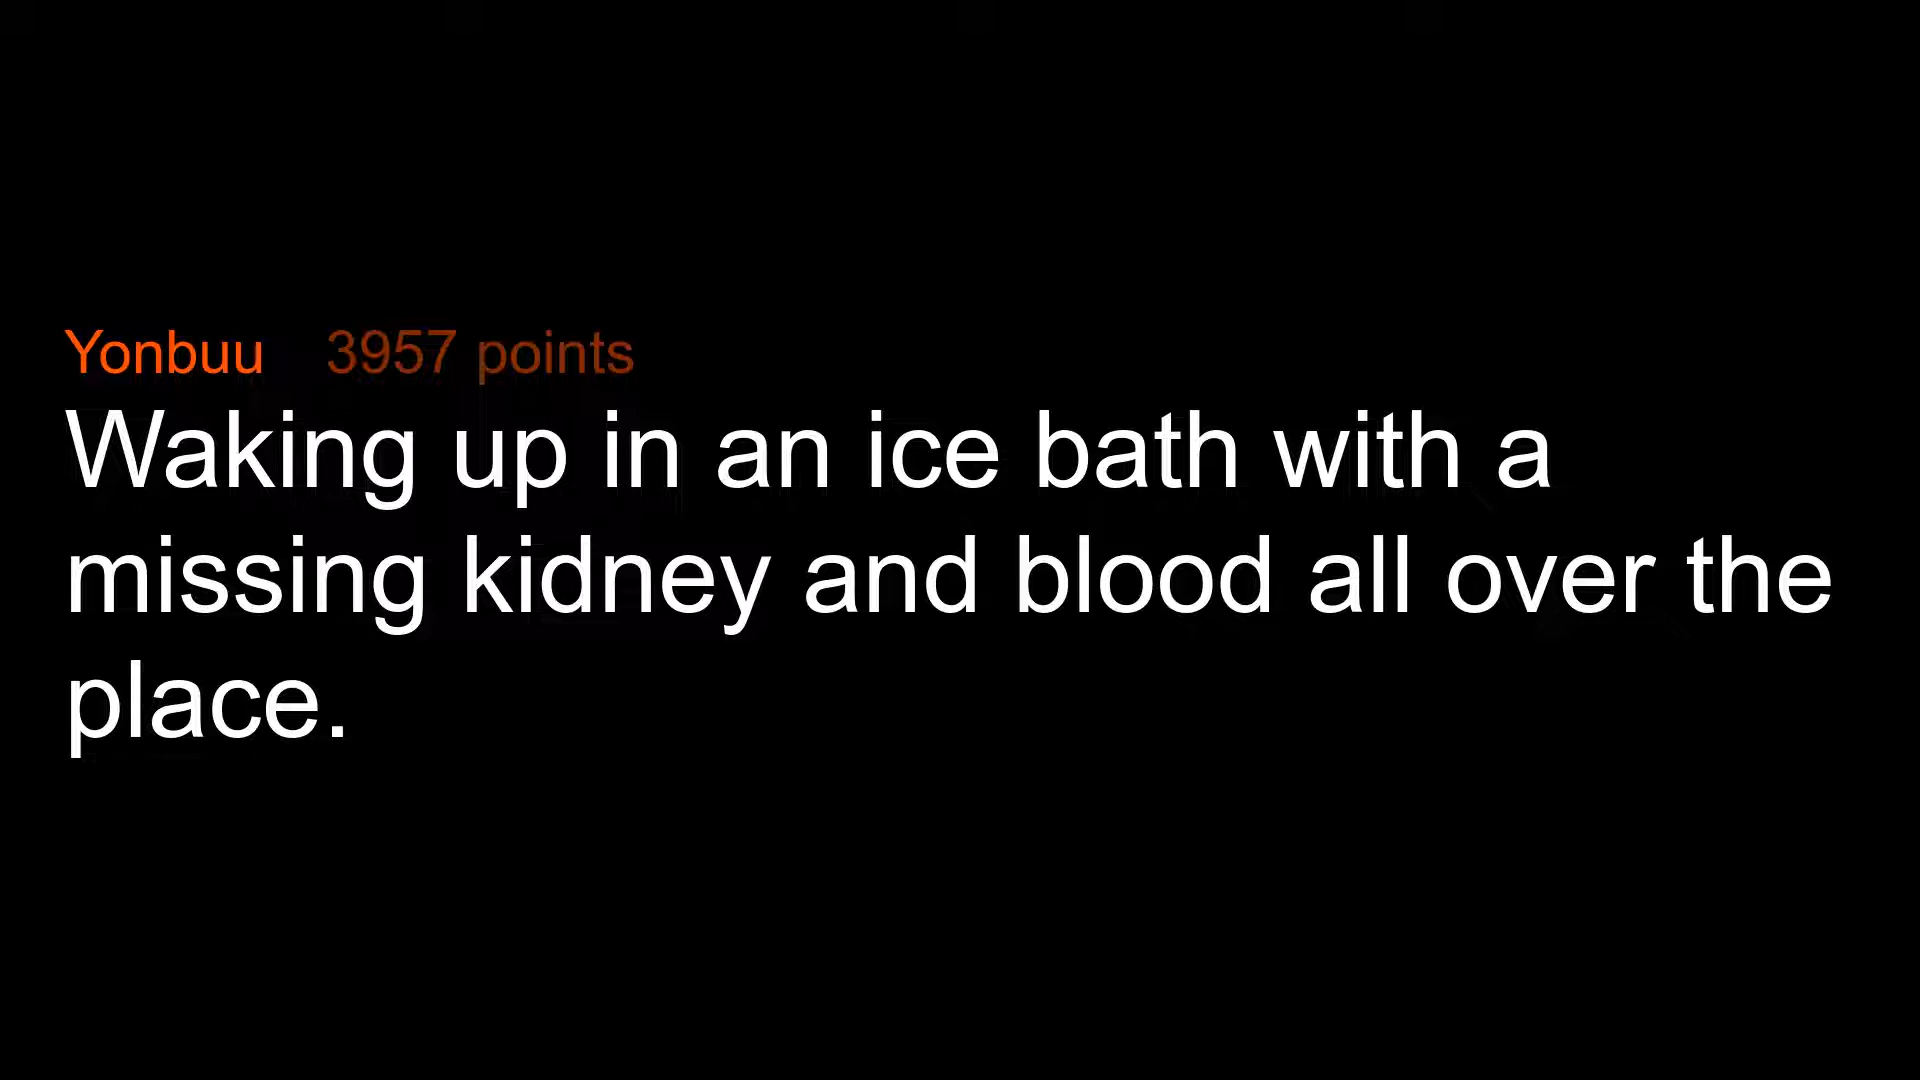 Yonbuu 3957 points
Waking up in an ice bath with a
missing kidney and blood all over the
place.